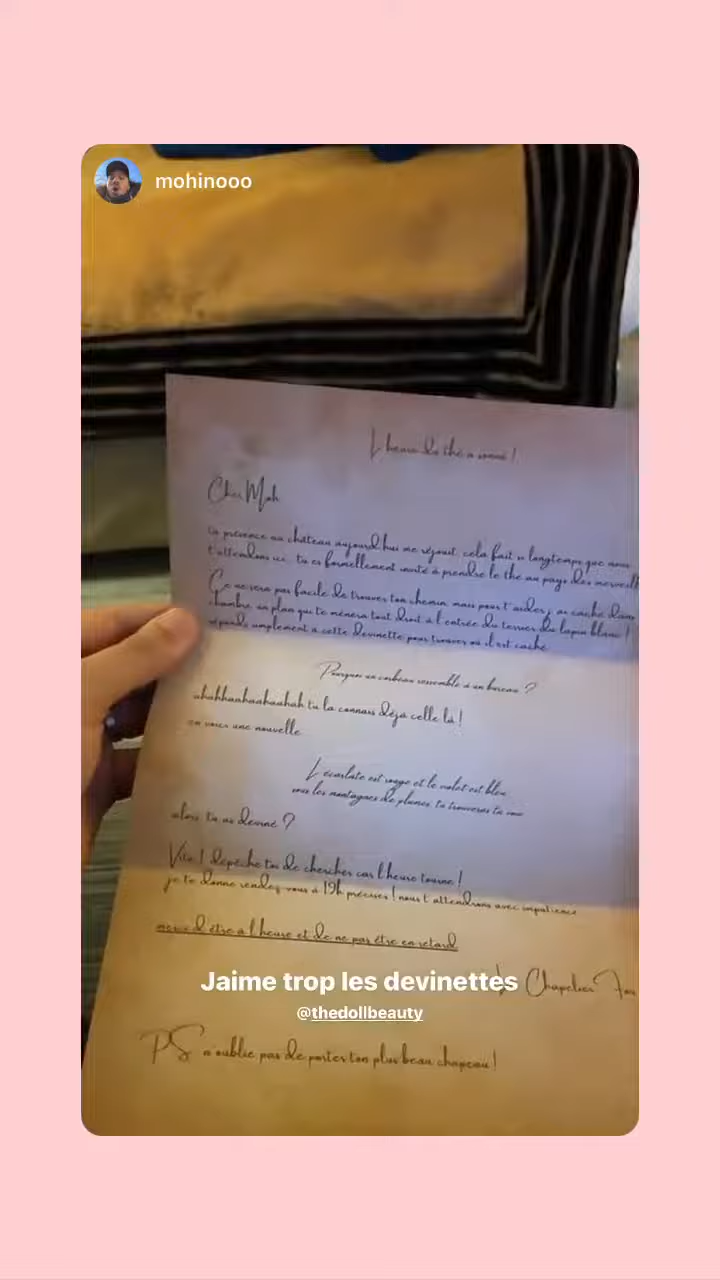 mohinooo
L'heure du thé a sonné !
Cher Moh
ta présence au château aujourd'hui me réjouit, cela fait si longtemps que nous
t'attendons ici, tu es formellement invité à prendre le thé au pays des merveill
Ce ne sera pas facile de trouver ton chemin, mais pour t'aider j'ai caché dans
chambre, un plan qui te mènera tout droit à l'entrée du terrier du lapin blanc !
réponds simplement à cette devinette pour trouver où il est caché
Pourquoi un corbeau ressemble à un bureau ?
ahahhaahaahaahah tu la connais déjà celle là !
en voici une nouvelle
L'écarlate est rouge et le volet est bleu
sous les montagnes de plumes, tu trouveras ta
alors tu as deviné ?
Vite ! dépêche toi de chercher car l'heure tourne !
je te donne rendez-vous à 19h précises ! nous t'attendrons avec impatience
merci d'être à l'heure et de ne pas être en retard
Jaime trop les devinettes
Chapelier Fou
@thedollbeauty
PS n'oublie pas de porter ton plus beau chapeau !